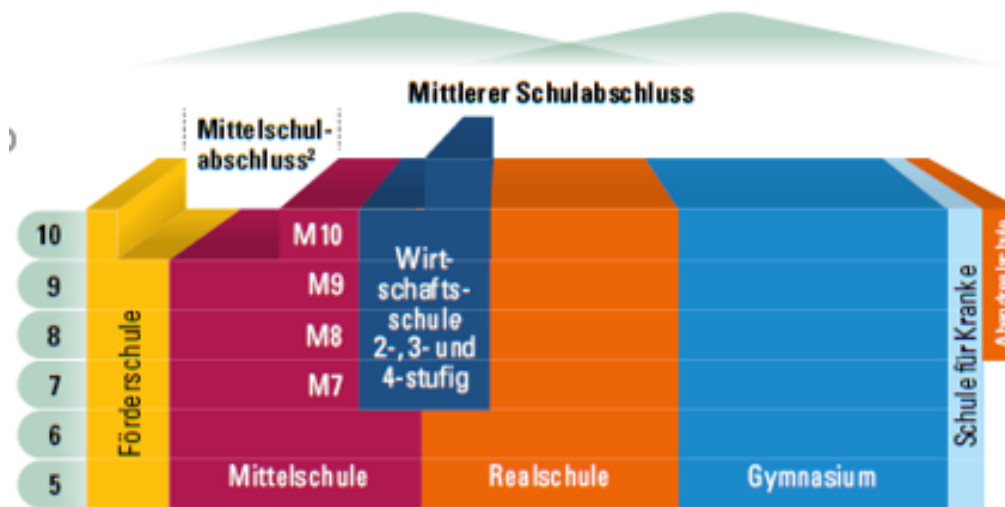 Mittlerer Schulabschluss
Mittelschul-
abschluss²
10
M10
9
M9
8
M8
7
M7
6
5
Wirt-
schafts-
schule
2-, 3- und
4-stufig
Förderschule
Mittelschule
Realschule
Gymnasium
Schule für Kranke